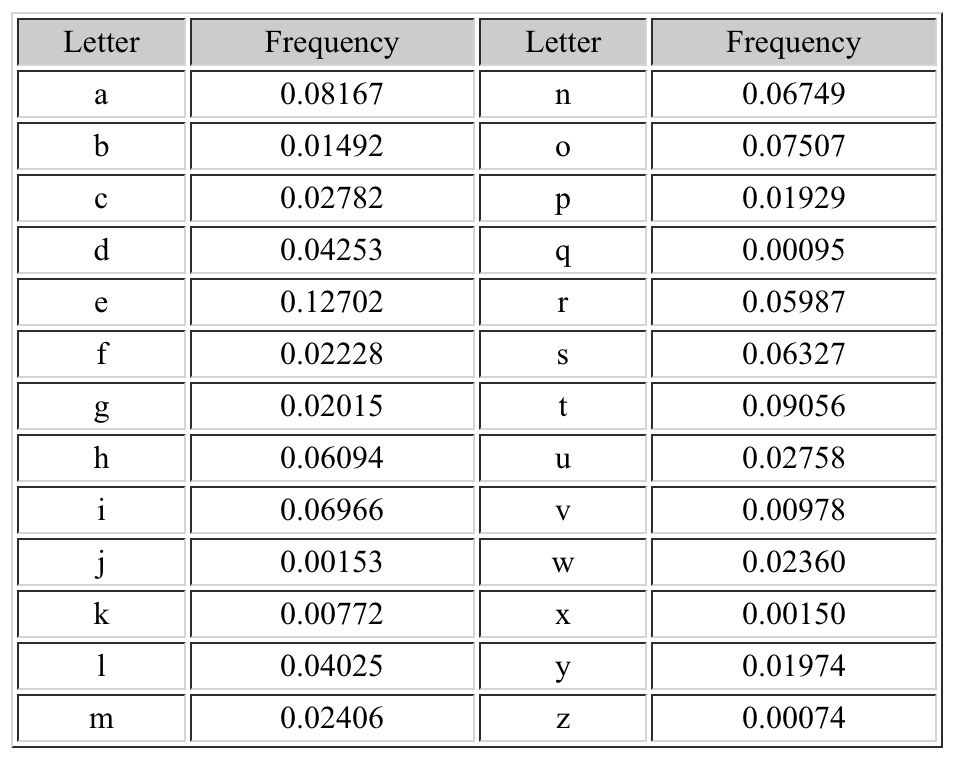 Letter Frequency Letter Frequency
a 0.08167 n 0.06749
b 0.01492 o 0.07507
c 0.02782 p 0.01929
d 0.04253 q 0.00095
e 0.12702 r 0.05987
f 0.02228 s 0.06327
g 0.02015 t 0.09056
h 0.06094 u 0.02758
i 0.06966 v 0.00978
j 0.00153 w 0.02360
k 0.00772 x 0.00150
l 0.04025 y 0.01974
m 0.02406 z 0.00074